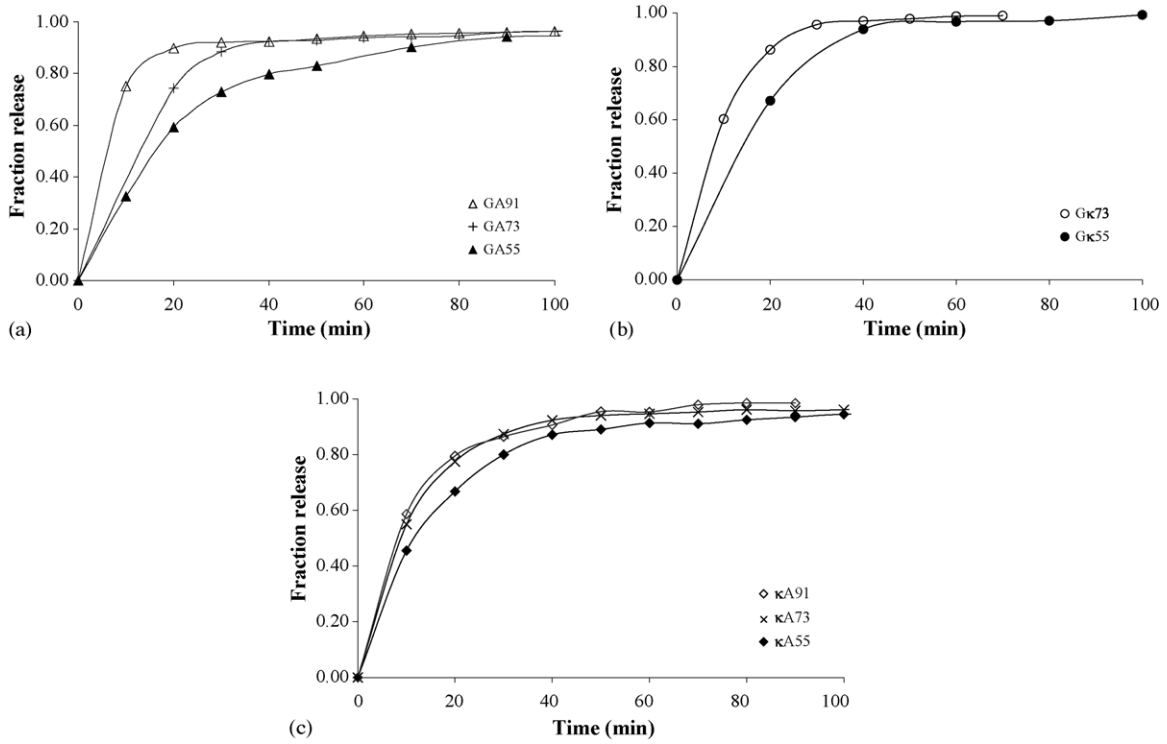 1.00
0.80
0.60
0.40
0.20
0.00
Fraction release
GA91
GA73
GA55
0 20 40 60 80 100
Time (min)
(a)
1.00
0.80
0.60
0.40
0.20
0.00
Fraction release
Gκ73
Gκ55
0 20 40 60 80 100
Time (min)
(b)
1.00
0.80
0.60
0.40
0.20
0.00
Fraction release
κA91
κA73
κA55
0 20 40 60 80 100
Time (min)
(c)